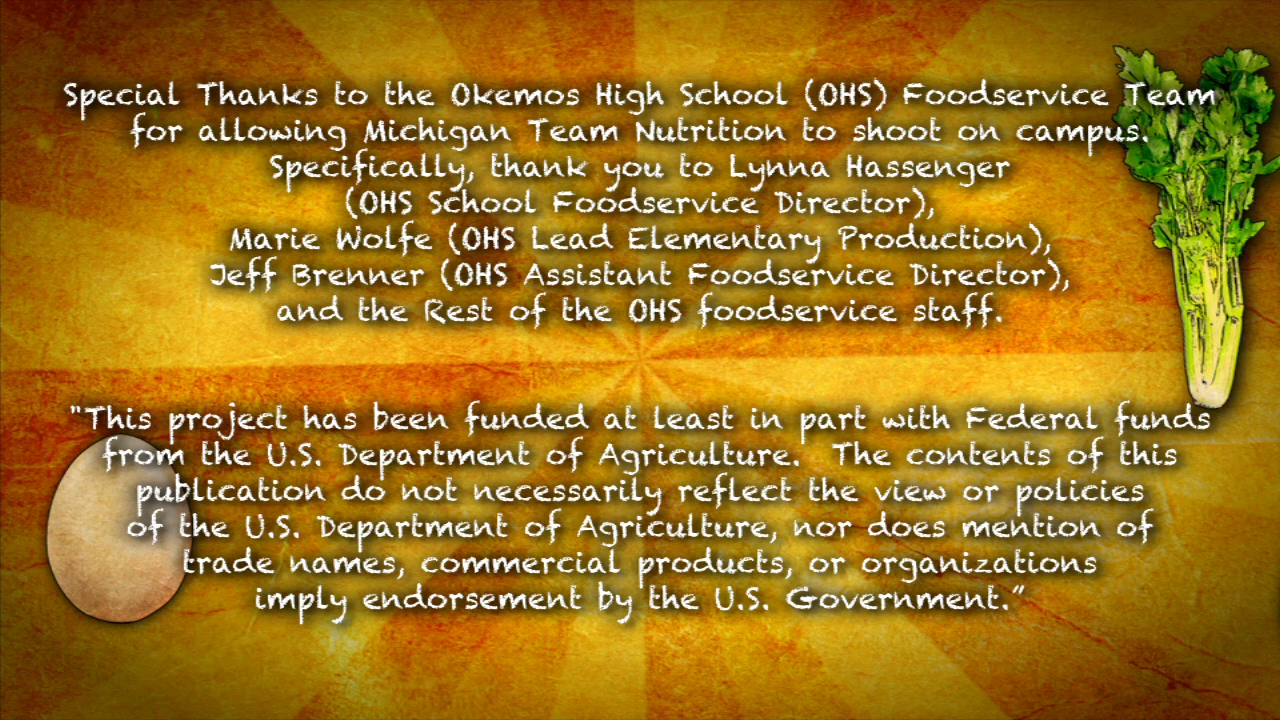 Special Thanks to the Okemos High School (OHS) Foodservice Team
for allowing Michigan Team Nutrition to shoot on campus.
Specifically, thank you to Lynna Hassenger
(OHS School Foodservice Director),
Marie Wolfe (OHS Lead Elementary Production),
Jeff Brenner (OHS Assistant Foodservice Director),
and the Rest of the OHS foodservice staff.
"This project has been funded at least in part with Federal funds
from the U.S. Department of Agriculture.  The contents of this
publication do not necessarily reflect the view or policies
of the U.S. Department of Agriculture, nor does mention of
trade names, commercial products, or organizations
imply endorsement by the U.S. Government.”